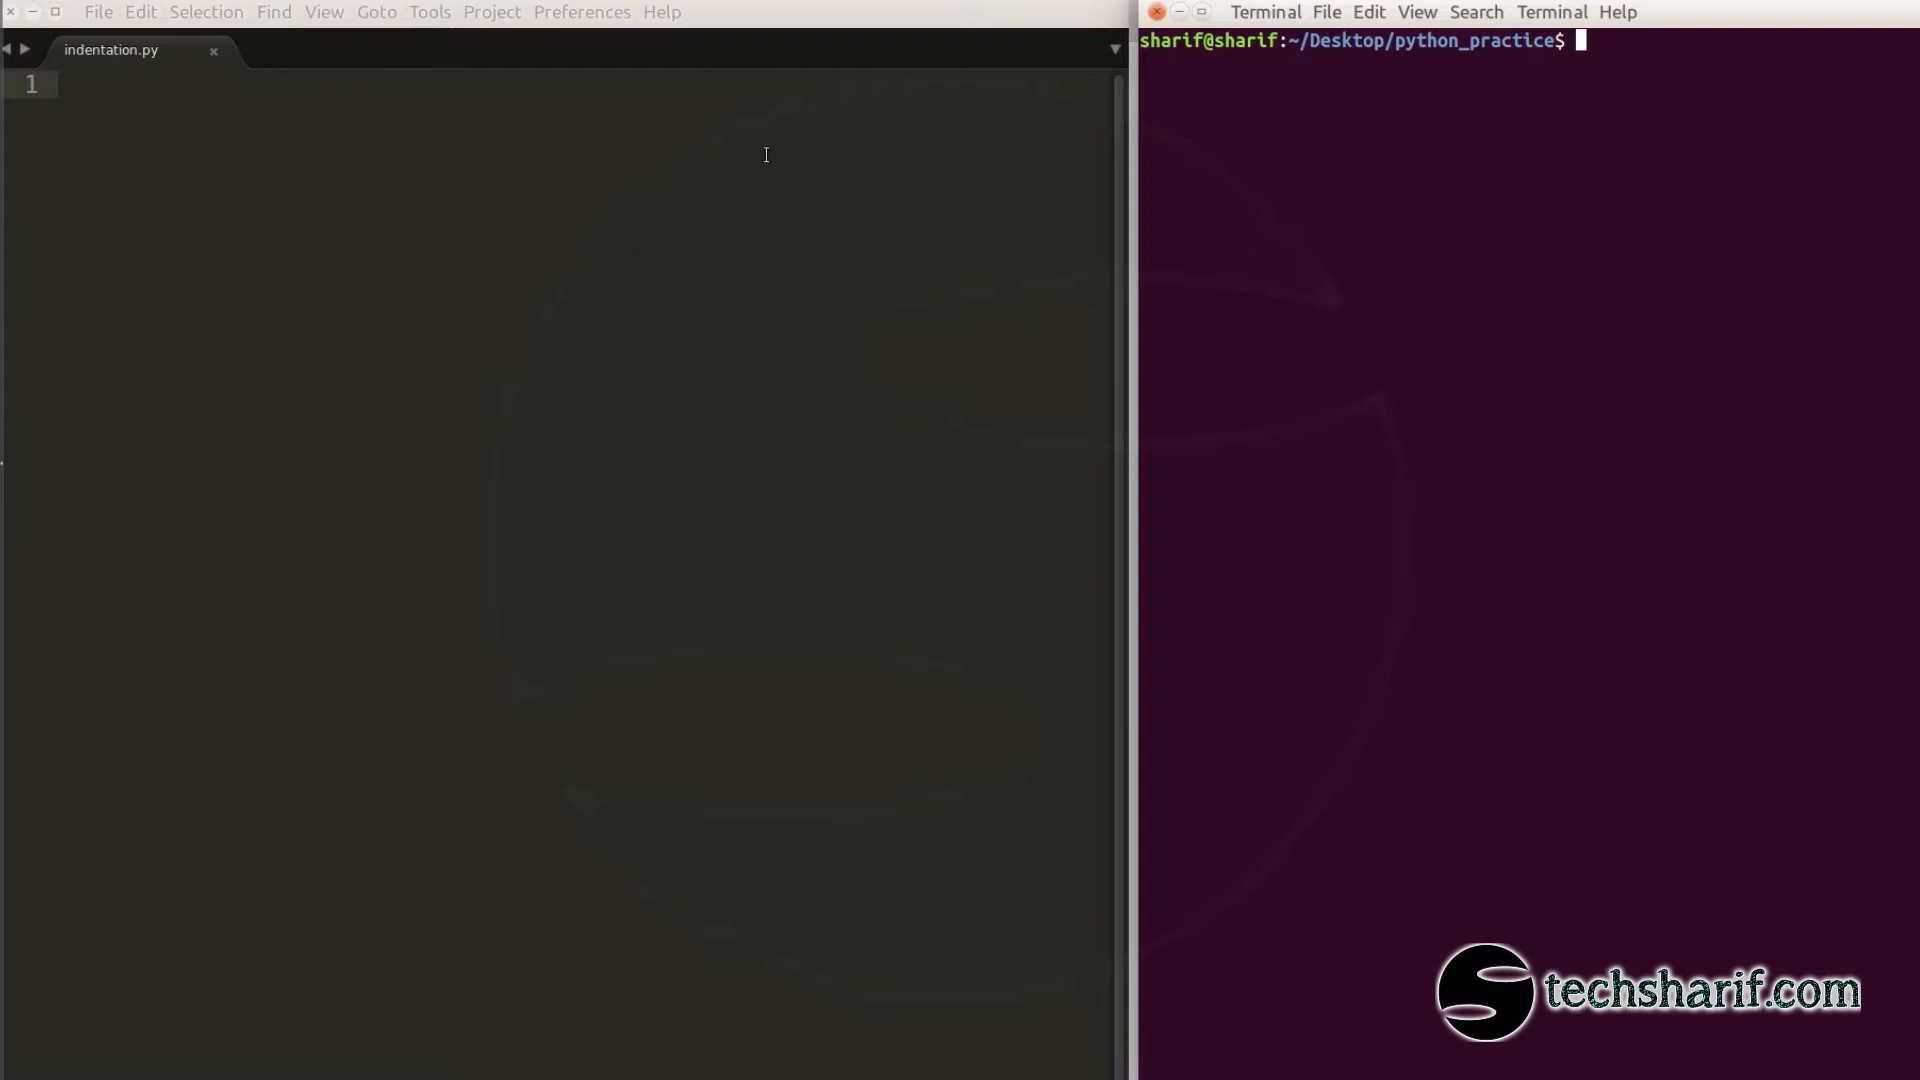 File Edit Selection Find View Goto Tools Project Preferences Help
indentation.py
1
Terminal File Edit View Search Terminal Help
sharif@sharif:~/Desktop/python_practice$
techsharif.com